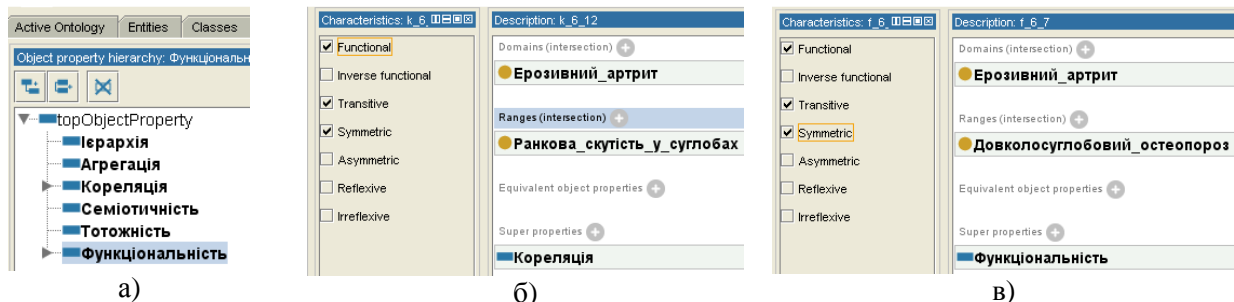 Active Ontology Entities Classes
Object property hierarchy: Функціональн
topObjectProperty
Ієрархія
Агрегація
Кореляція
Семіотичність
Тотожність
Функціональність
а)
Characteristics: k_6_
Functional
Inverse functional
Transitive
Symmetric
Asymmetric
Reflexive
Irreflexive
Description: k_6_12
Domains (intersection)
Ерозивний_артрит
Ranges (intersection)
Ранкова_скутість_у_суглобах
Equivalent object properties
Super properties
Кореляція
б)
Characteristics: f_6_
Functional
Inverse functional
Transitive
Symmetric
Asymmetric
Reflexive
Irreflexive
Description: f_6_7
Domains (intersection)
Ерозивний_артрит
Ranges (intersection)
Довколосуглобовий_остеопороз
Equivalent object properties
Super properties
Функціональність
в)